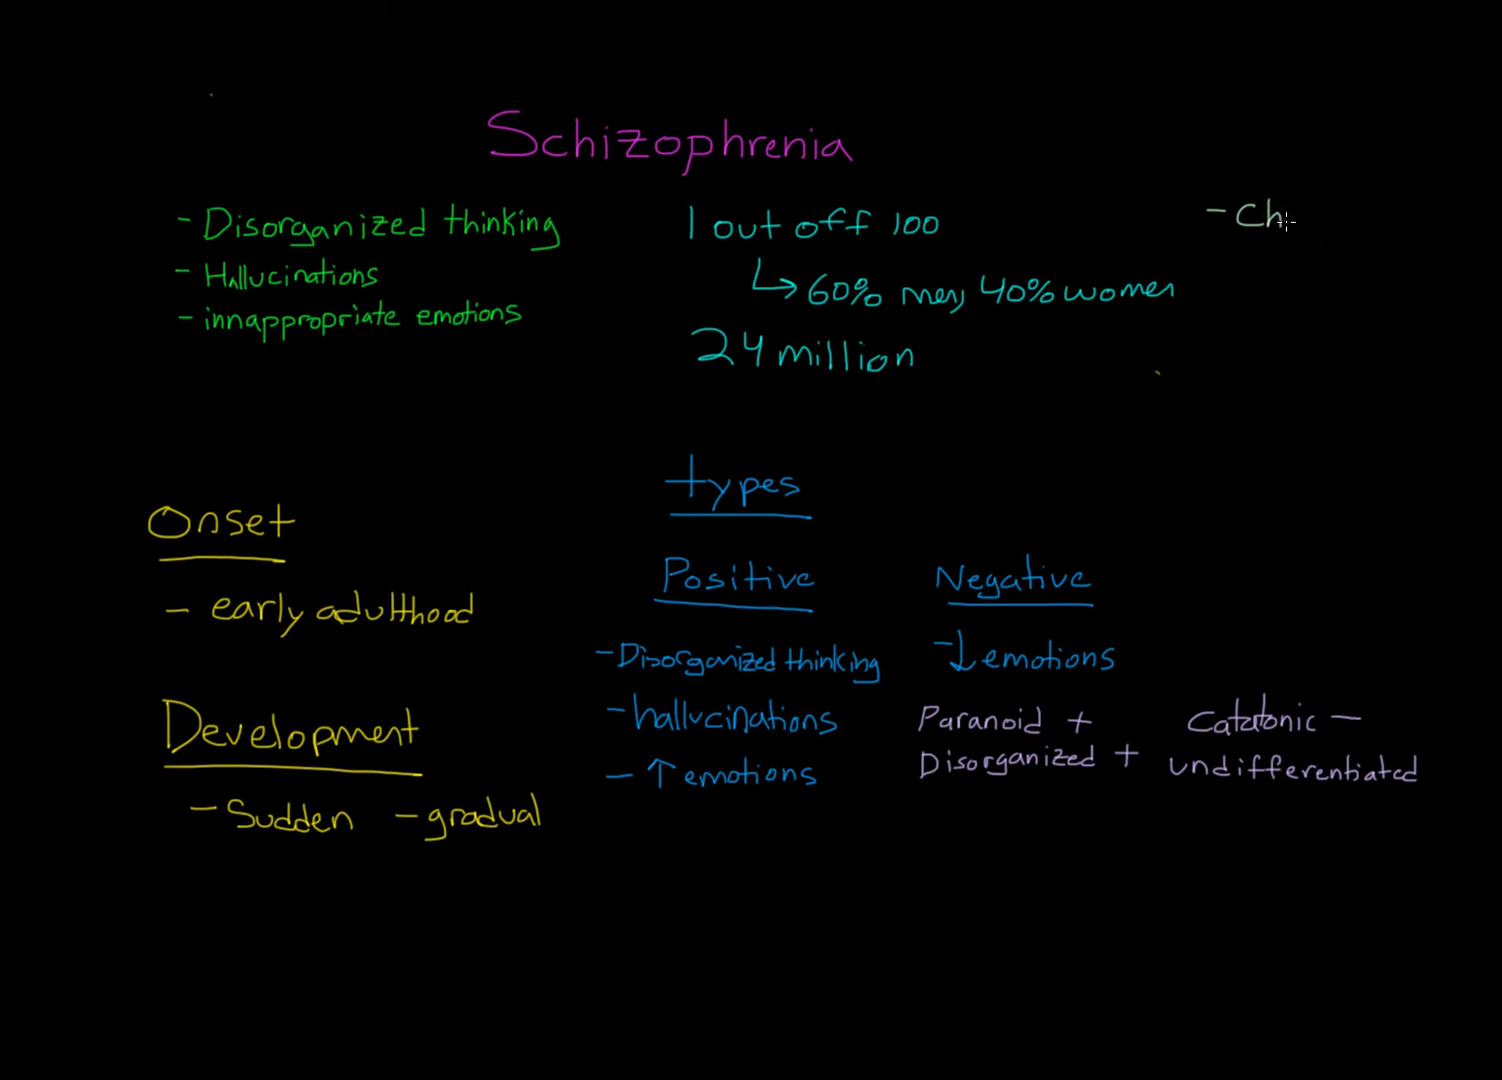 Schizophrenia
- Disorganized thinking
- Hallucinations
- innappropriate emotions
1 out off 100
↳ 60% men, 40% women
24 million
- Ch
Onset
- early adulthood
Development
- Sudden - gradual
types
Positive
- Disorganized thinking
- hallucinations
- ↑ emotions
Negative
- ↓ emotions
Paranoid +
Disorganized +
Catatonic -
undifferentiated